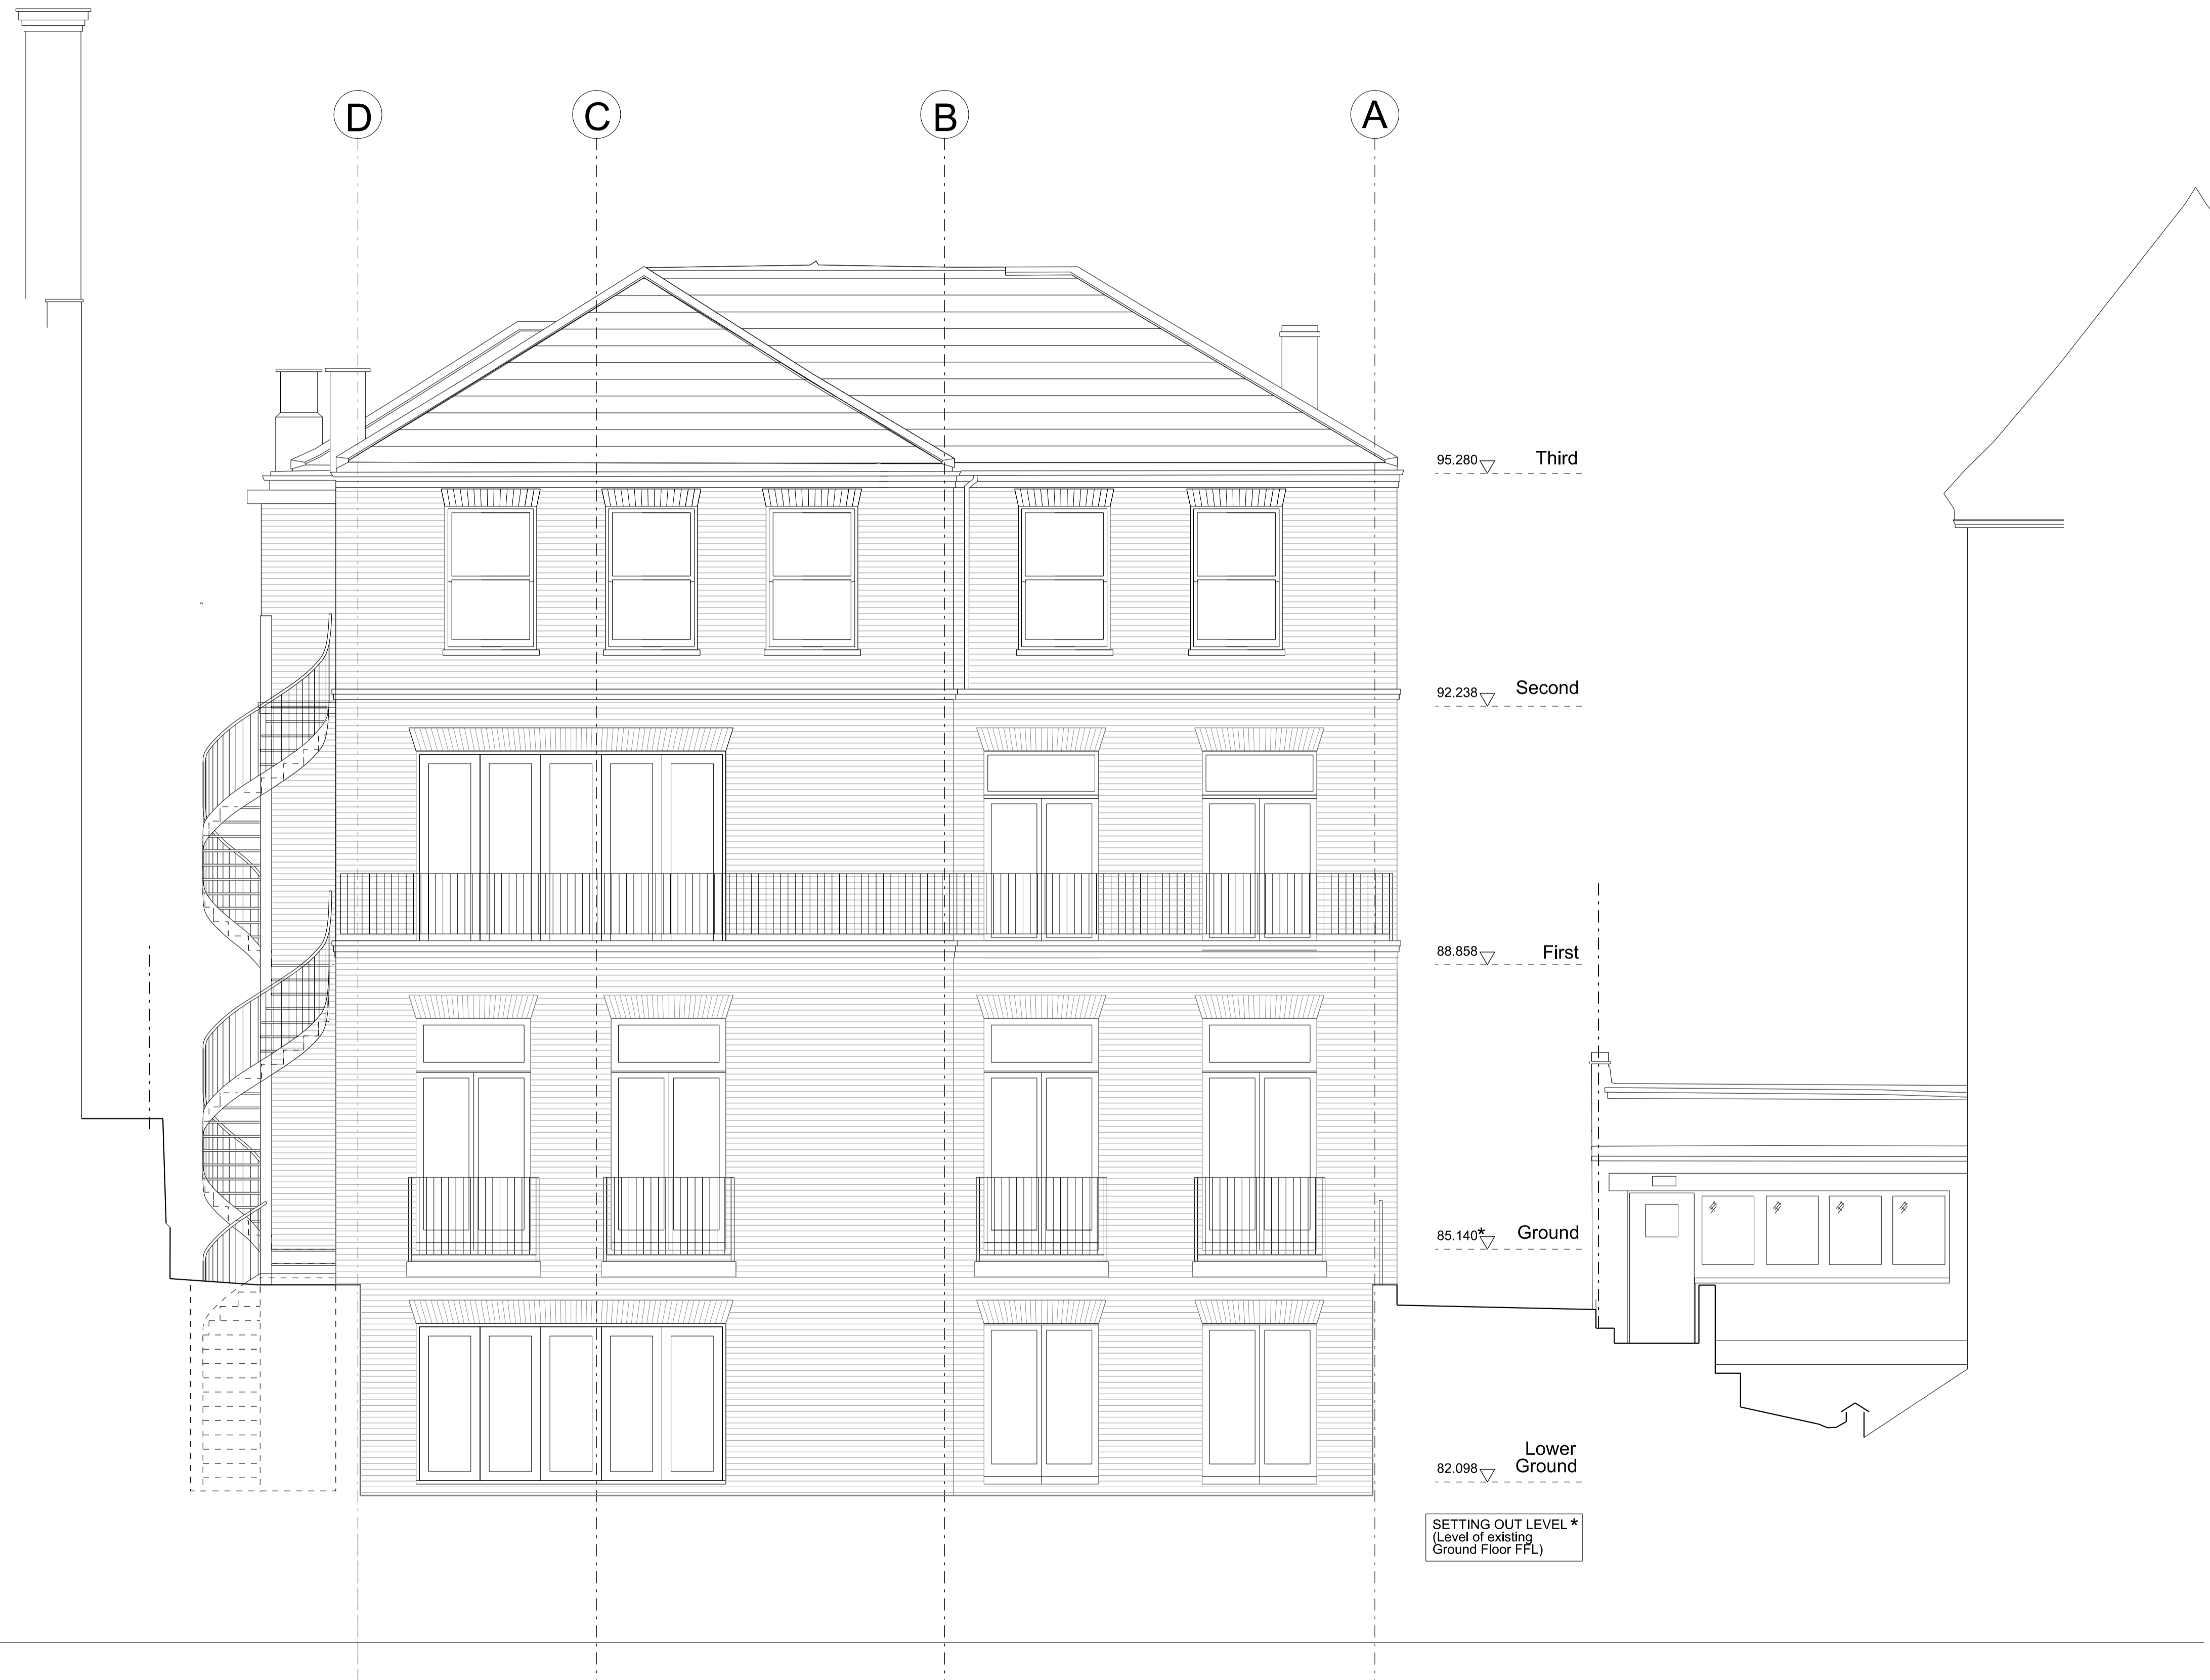 D C B A
95.280 Third
92.238 Second
88.858 First
85.140* Ground
Lower
82.098 Ground
SETTING OUT LEVEL *
(Level of existing
Ground Floor FFL)